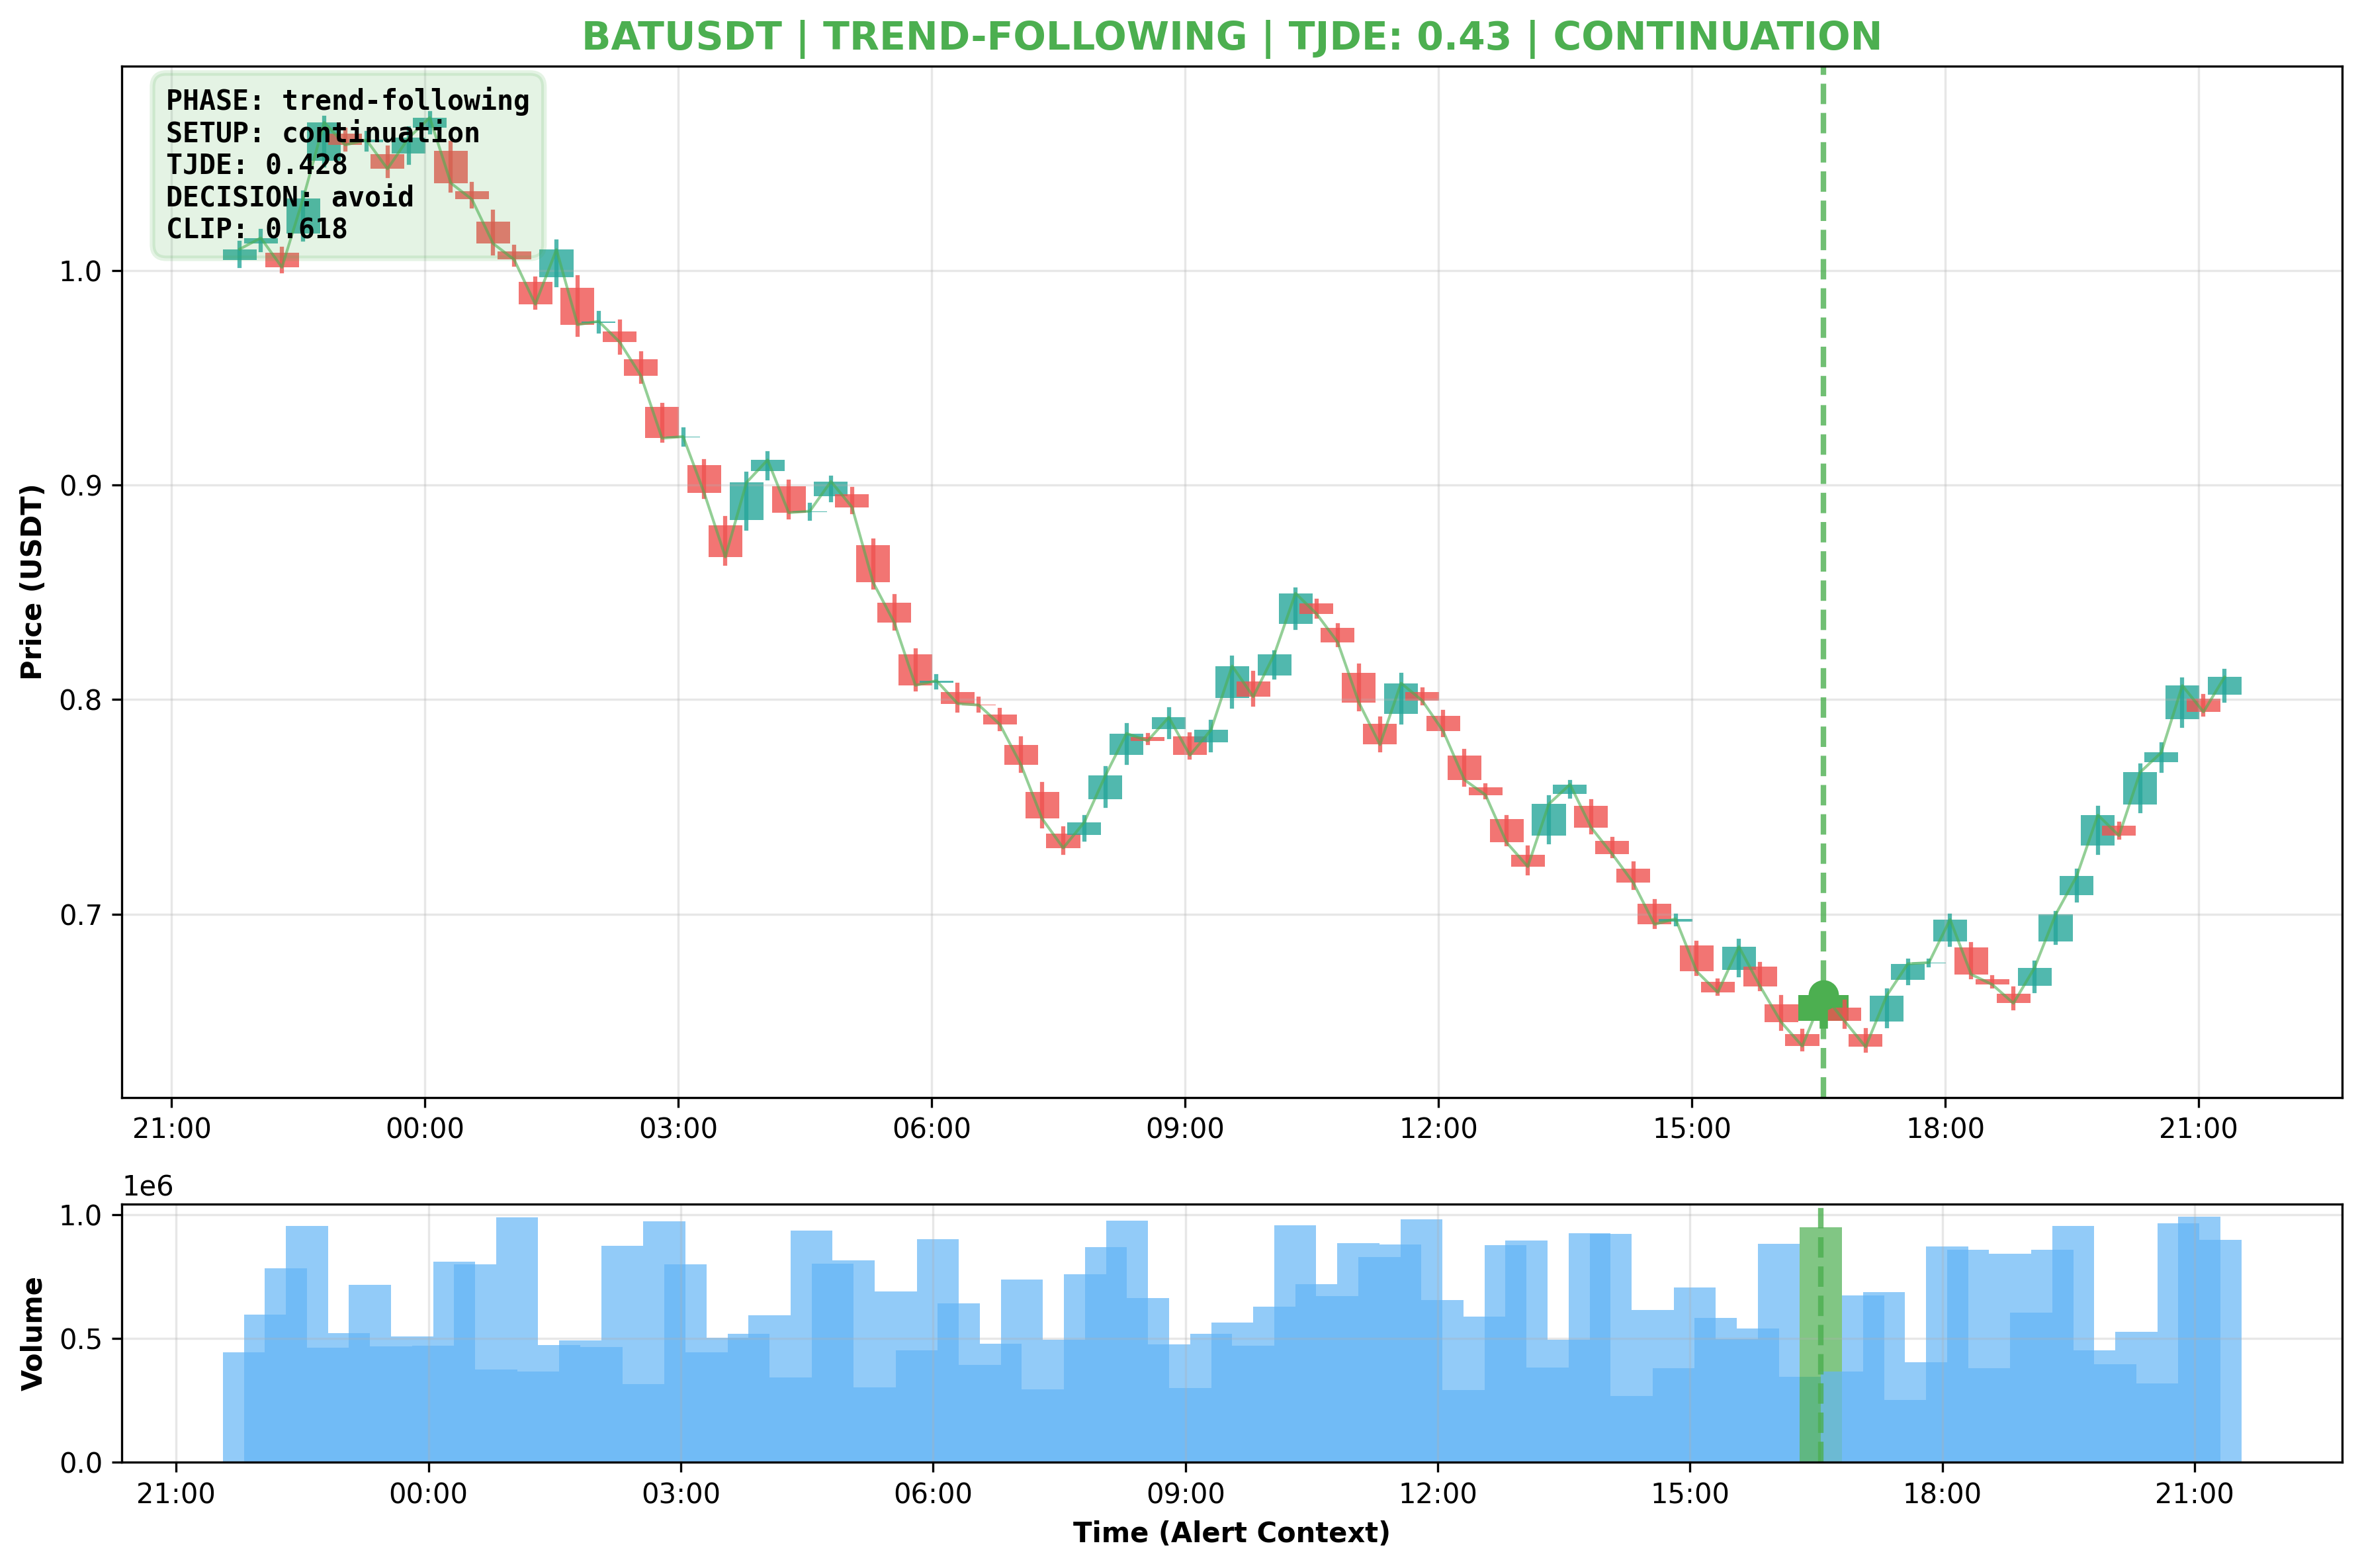 BATUSDT | TREND-FOLLOWING | TJDE: 0.43 | CONTINUATION
PHASE: trend-following
SETUP: continuation
TJDE: 0.428
DECISION: avoid
CLIP: 0.618
Price (USDT)
1.0
0.9
0.8
0.7
21:00 00:00 03:00 06:00 09:00 12:00 15:00 18:00 21:00
1e6
Volume
1.0
0.5
0.0
21:00 00:00 03:00 06:00 09:00 12:00 15:00 18:00 21:00
Time (Alert Context)